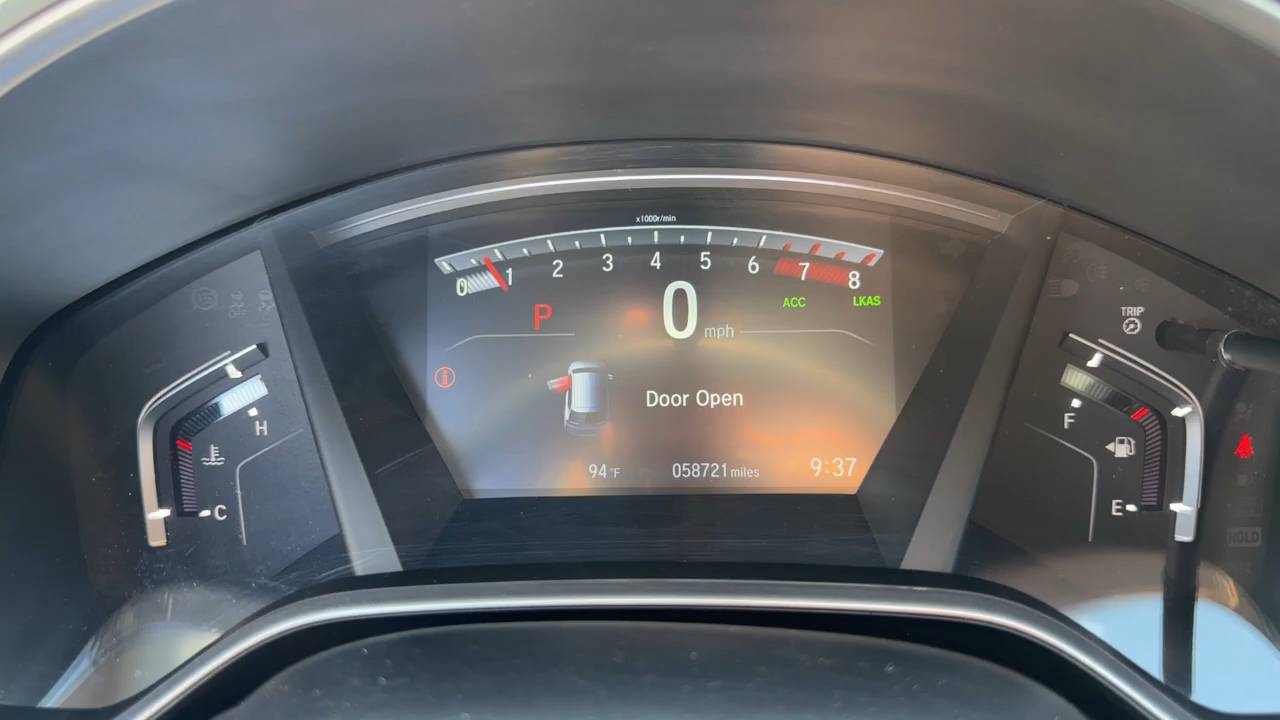 x1000r/min
0 1 2 3 4 5 6 7 8
P 0 mph ACC LKAS
TRIP
Door Open
H
F
C
E
94°F 058721 miles 9:37
HOLD